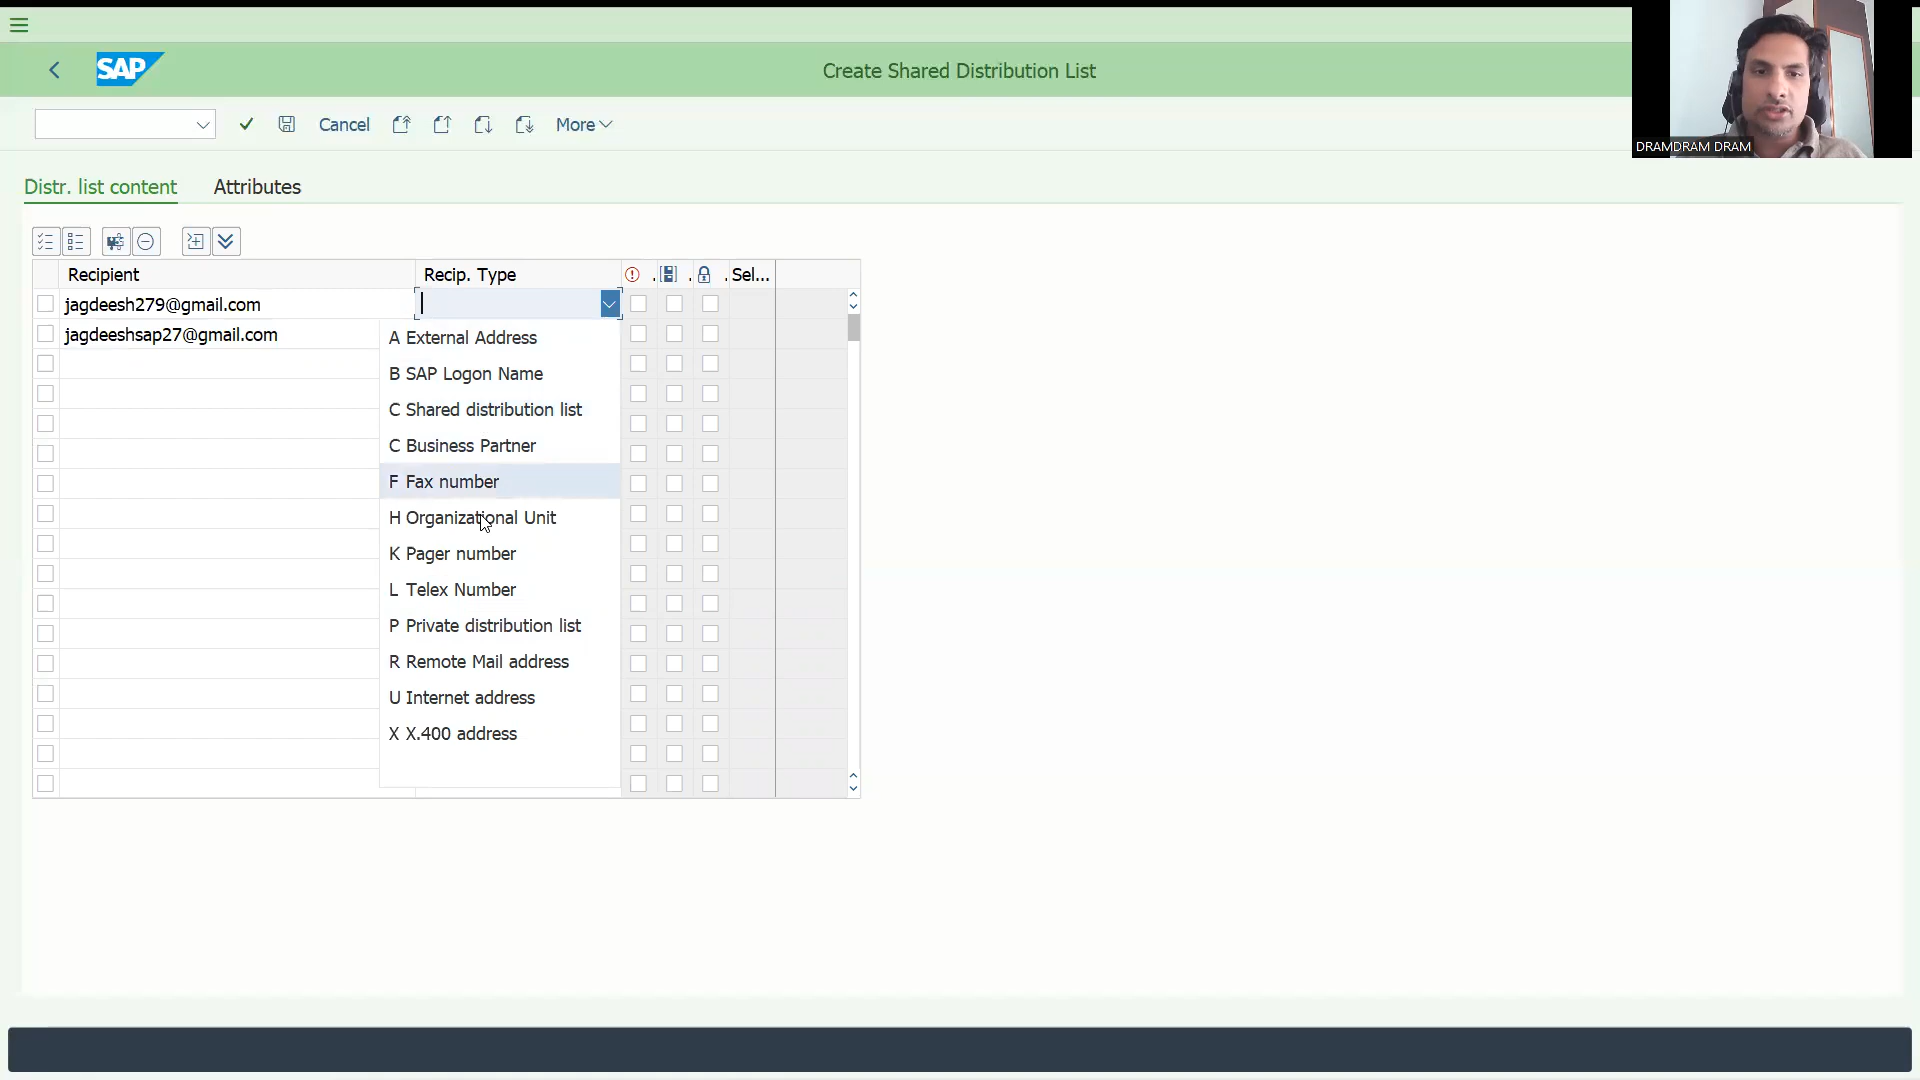 SAP
Create Shared Distribution List
DRAMDRAM DRAM
Cancel
More
Distr. list content
Attributes
Recipient
Recip. Type
.
.
.
Sel...
jagdeesh279@gmail.com
jagdeeshsap27@gmail.com
A External Address
B SAP Logon Name
C Shared distribution list
C Business Partner
F Fax number
H Organizational Unit
K Pager number
L Telex Number
P Private distribution list
R Remote Mail address
U Internet address
X X.400 address